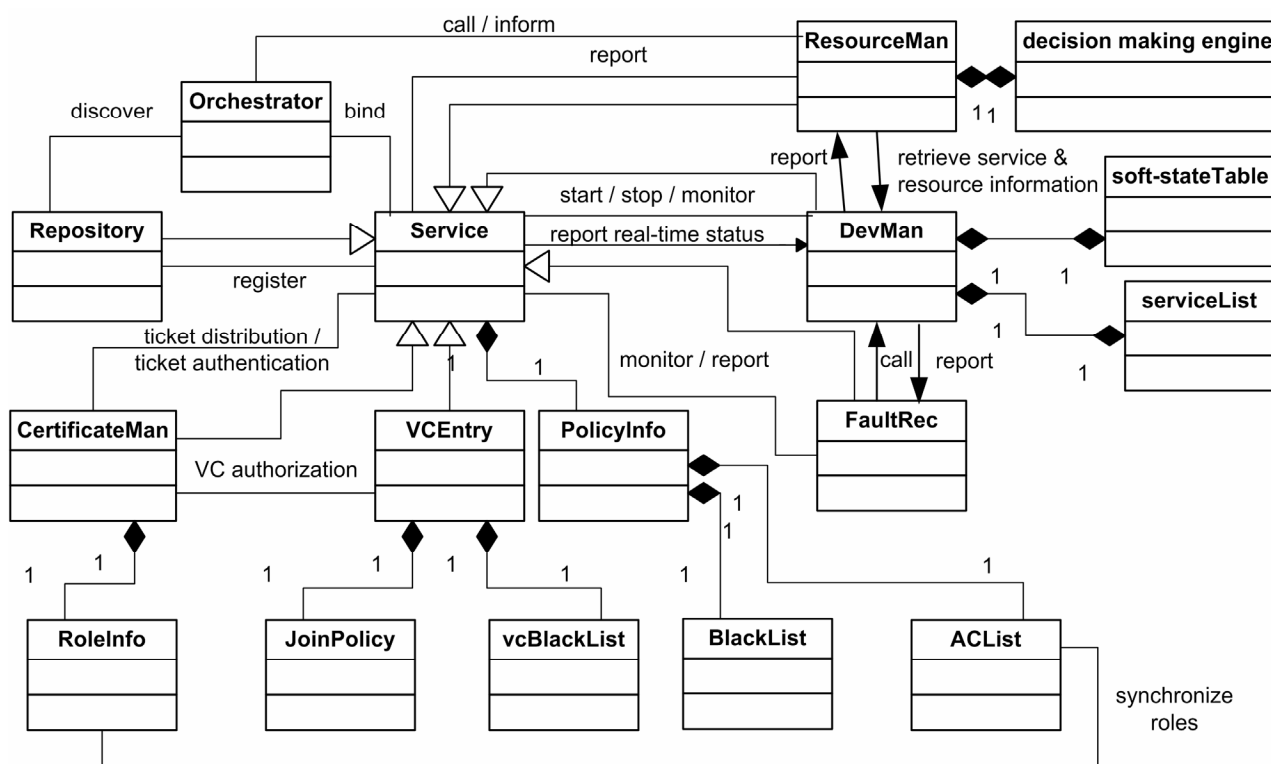 call / inform
ResourceMan
decision making engine
report
Orchestrator
discover
bind
1
1
report
retrieve service &
resource information
soft-stateTable
start / stop / monitor
Repository
Service
report real-time status
DevMan
register
1
1
serviceList
ticket distribution /
ticket authentication
1
1
monitor / report
call
report
1
1
CertificateMan
VCEntry
PolicyInfo
FaultRec
VC authorization
1
1
1
1
1
1
1
1
1
1
1
RoleInfo
JoinPolicy
vcBlackList
BlackList
ACList
synchronize
roles